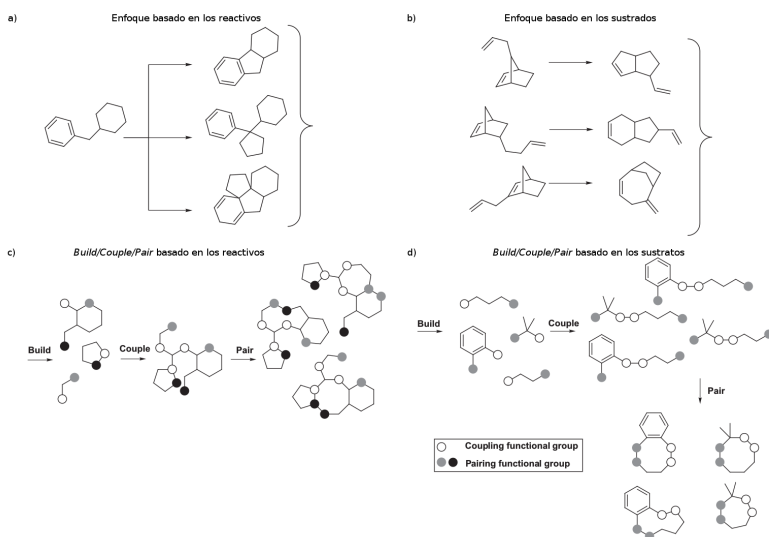 a) Enfoque basado en los reactivos
b) Enfoque basado en los sustrados
c) Build/Couple/Pair basado en los reactivos
Build
Couple
Pair
d) Build/Couple/Pair basado en los sustratos
Build
Couple
Pair
Coupling functional group
Pairing functional group